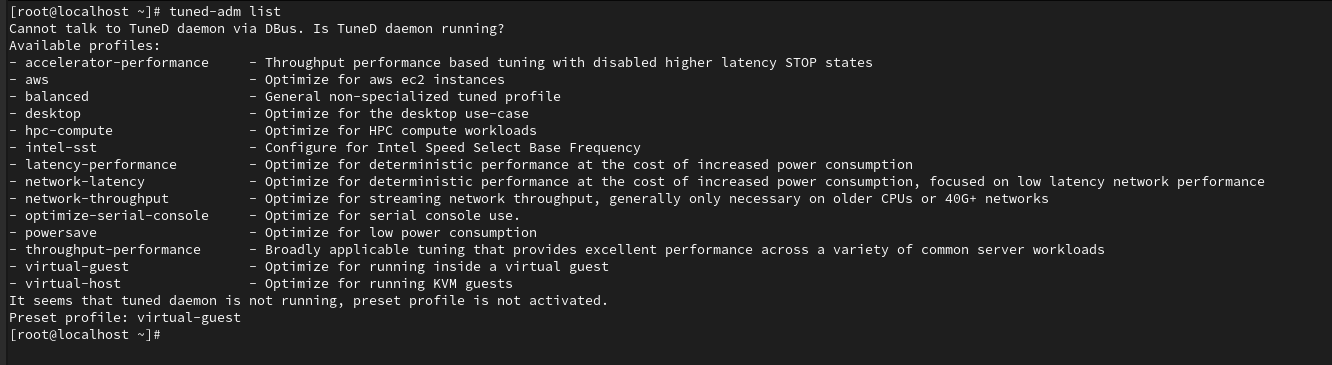 [root@localhost ~]# tuned-adm list
Cannot talk to TuneD daemon via DBus. Is TuneD daemon running?
Available profiles:
- accelerator-performance     - Throughput performance based tuning with disabled higher latency STOP states
- aws                         - Optimize for aws ec2 instances
- balanced                    - General non-specialized tuned profile
- desktop                     - Optimize for the desktop use-case
- hpc-compute                 - Optimize for HPC compute workloads
- intel-sst                   - Configure for Intel Speed Select Base Frequency
- latency-performance         - Optimize for deterministic performance at the cost of increased power consumption
- network-latency             - Optimize for deterministic performance at the cost of increased power consumption, focused on low latency network performance
- network-throughput          - Optimize for streaming network throughput, generally only necessary on older CPUs or 40G+ networks
- optimize-serial-console     - Optimize for serial console use.
- powersave                   - Optimize for low power consumption
- throughput-performance      - Broadly applicable tuning that provides excellent performance across a variety of common server workloads
- virtual-guest               - Optimize for running inside a virtual guest
- virtual-host                - Optimize for running KVM guests
It seems that tuned daemon is not running, preset profile is not activated.
Preset profile: virtual-guest
[root@localhost ~]#